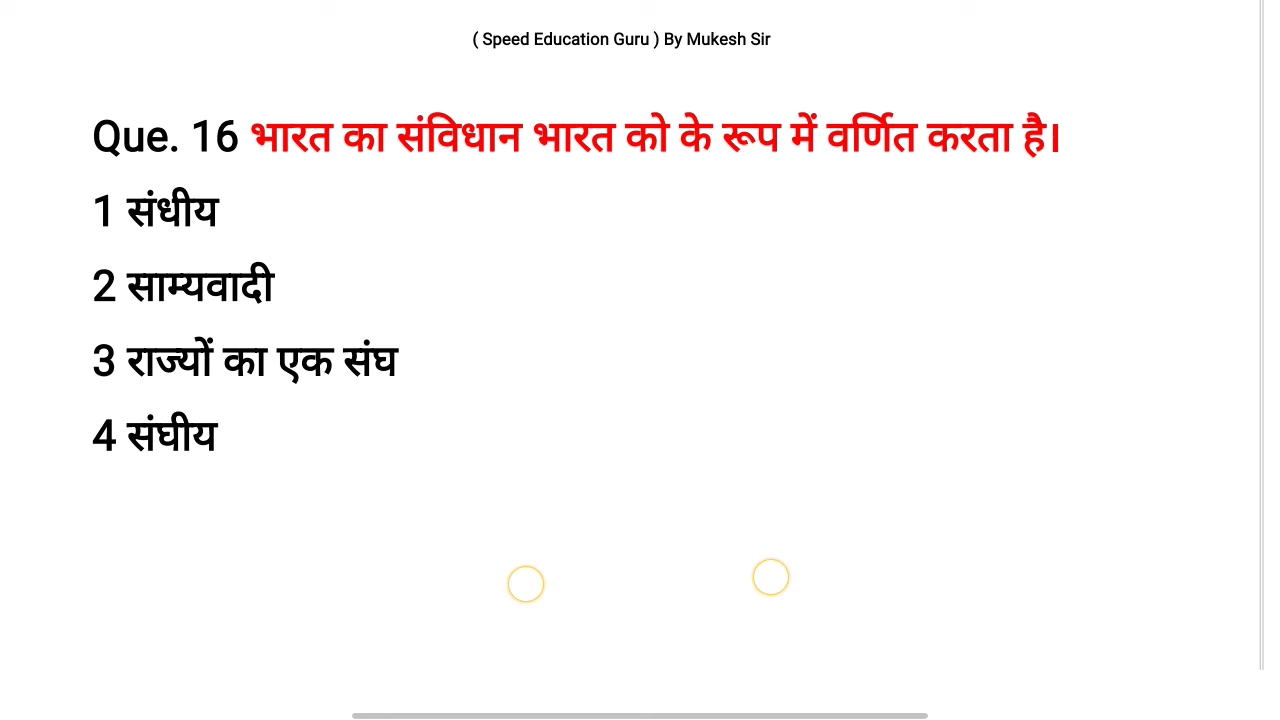 ( Speed Education Guru ) By Mukesh Sir
Que. 16 भारत का संविधान भारत को के रूप में वर्णित करता है।
1 संधीय
2 साम्यवादी
3 राज्यों का एक संघ
4 संघीय